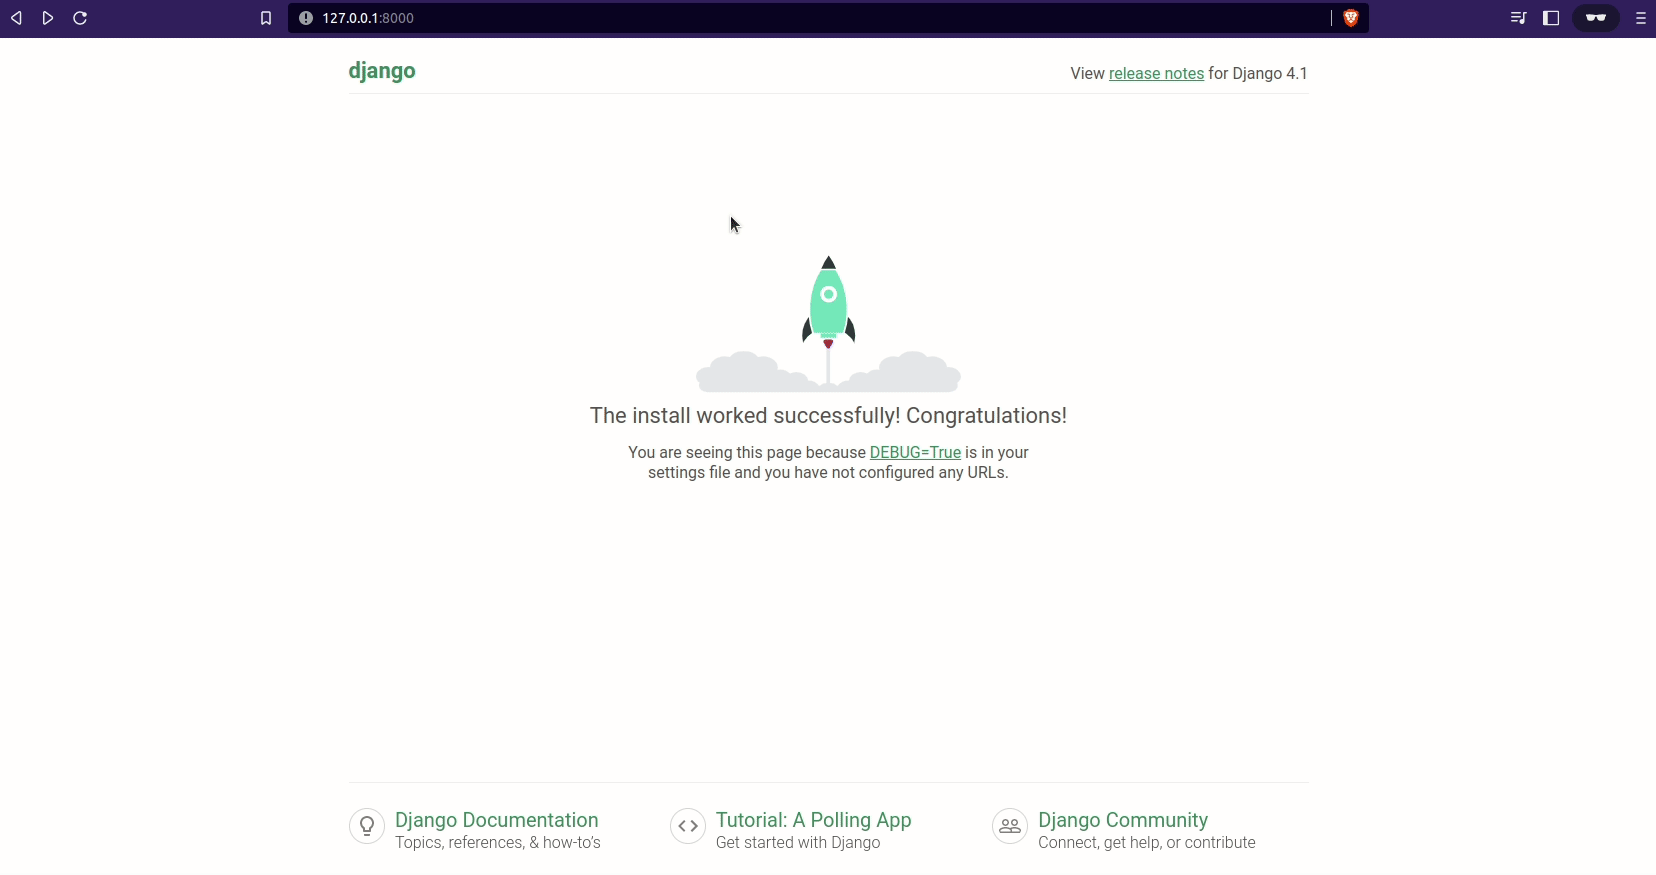 127.0.0.1:8000
django
View release notes for Django 4.1
The install worked successfully! Congratulations!
You are seeing this page because DEBUG=True is in your
settings file and you have not configured any URLs.
Django Documentation
Topics, references, & how-to’s
Tutorial: A Polling App
Get started with Django
Django Community
Connect, get help, or contribute